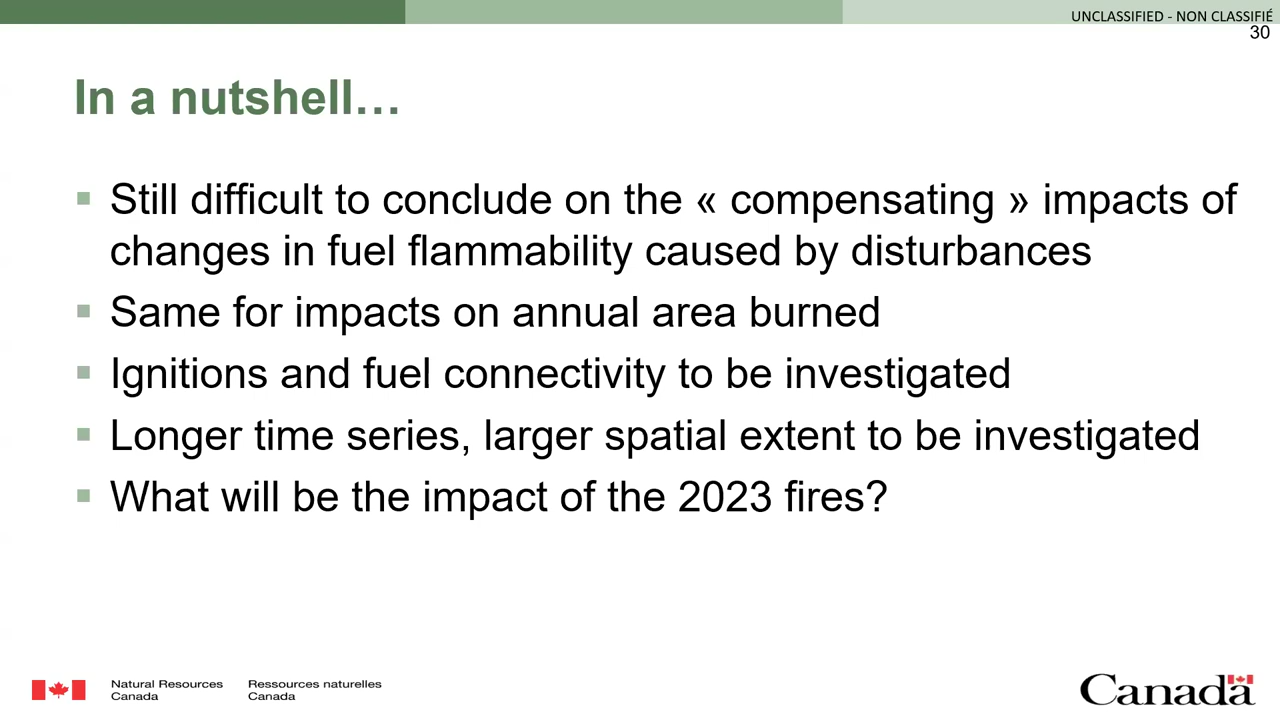 UNCLASSIFIED - NON CLASSIFIÉ
30
In a nutshell…
Still difficult to conclude on the « compensating » impacts of
changes in fuel flammability caused by disturbances
Same for impacts on annual area burned
Ignitions and fuel connectivity to be investigated
Longer time series, larger spatial extent to be investigated
What will be the impact of the 2023 fires?
Natural Resources
Canada
Ressources naturelles
Canada
Canada